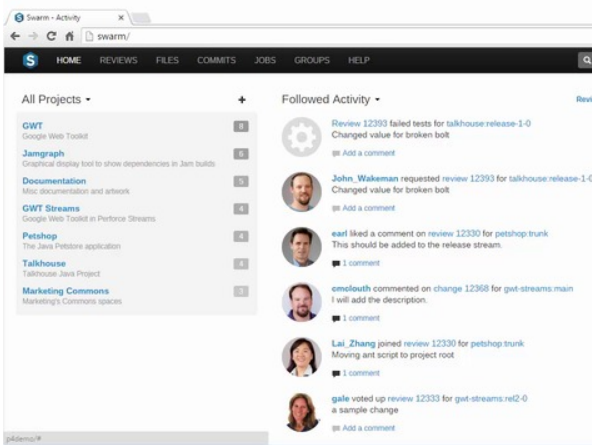 Swarm - Activity
swarm/
HOME REVIEWS FILES COMMITS JOBS GROUPS HELP
All Projects
+
GWT
8
Google Web Toolkit
Jamgraph
6
Graphical display tool to show dependencies in Jam builds
Documentation
5
Misc documentation and artwork
GWT Streams
4
Google Web Toolkit in Perforce Streams
Petshop
4
The Java Petstore application
Talkhouse
4
Talkhouse Java Project
Marketing Commons
3
Marketing's Commons spaces
Followed Activity
Review 12393 failed tests for talkhouse:release-1-0
Changed value for broken bolt
Add a comment
John_Wakeman requested review 12393 for talkhouse:release-1-0
Changed value for broken bolt
Add a comment
earl liked a comment on review 12330 for petshop:trunk
This should be added to the release stream.
1 comment
cmclouth commented on change 12368 for gwt-streams:main
I will add the description.
1 comment
Lai_Zhang joined review 12330 for petshop:trunk
Moving ant script to project root
1 comment
gale voted up review 12333 for gwt-streams:rel2-0
a sample change
Add a comment
p4demo/#